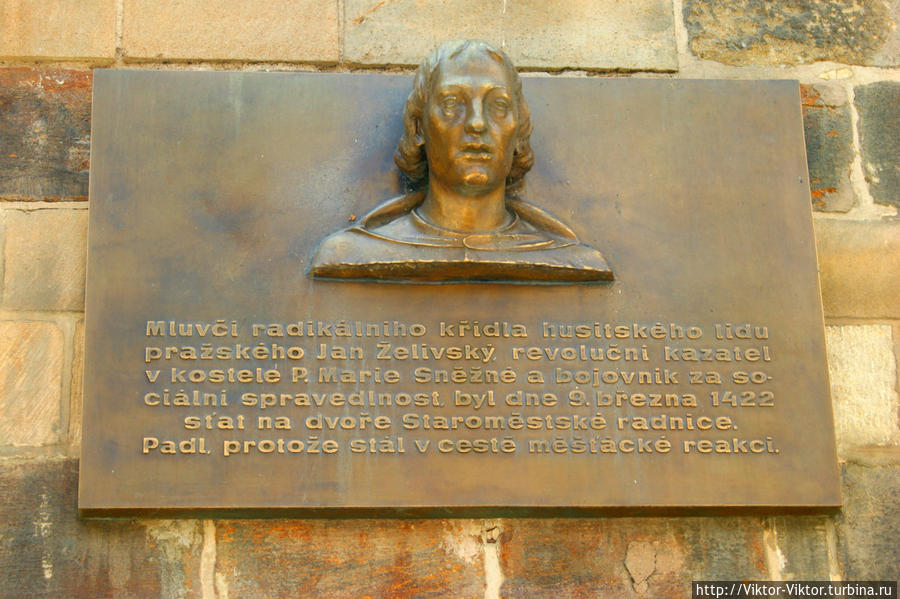 Mluvčí radikálního křídla husitského lidu
pražského Jan Želivský, revoluční kazatel
v kostele P. Marie Sněžné a bojovník za so-
ciální spravedlnost, byl dne 9. března 1422
sťat na dvoře Staroměstské radnice.
Padl, protože stál v cestě měšťácké reakci.
http://Viktor-Viktor.turbina.ru/